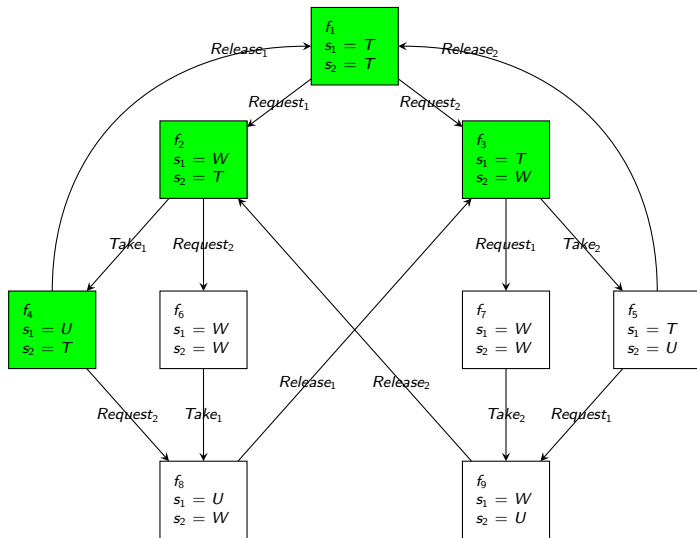 f₁
s₁ = T
s₂ = T
Release₁
Release₂
Request₁
Request₂
f₂
s₁ = W
s₂ = T
f₃
s₁ = T
s₂ = W
Take₁
Request₂
Request₁
Take₂
f₄
s₁ = U
s₂ = T
f₆
s₁ = W
s₂ = W
f₇
s₁ = W
s₂ = W
f₅
s₁ = T
s₂ = U
Request₂
Take₁
Release₁
Release₂
Take₂
Request₁
f₈
s₁ = U
s₂ = W
f₉
s₁ = W
s₂ = U